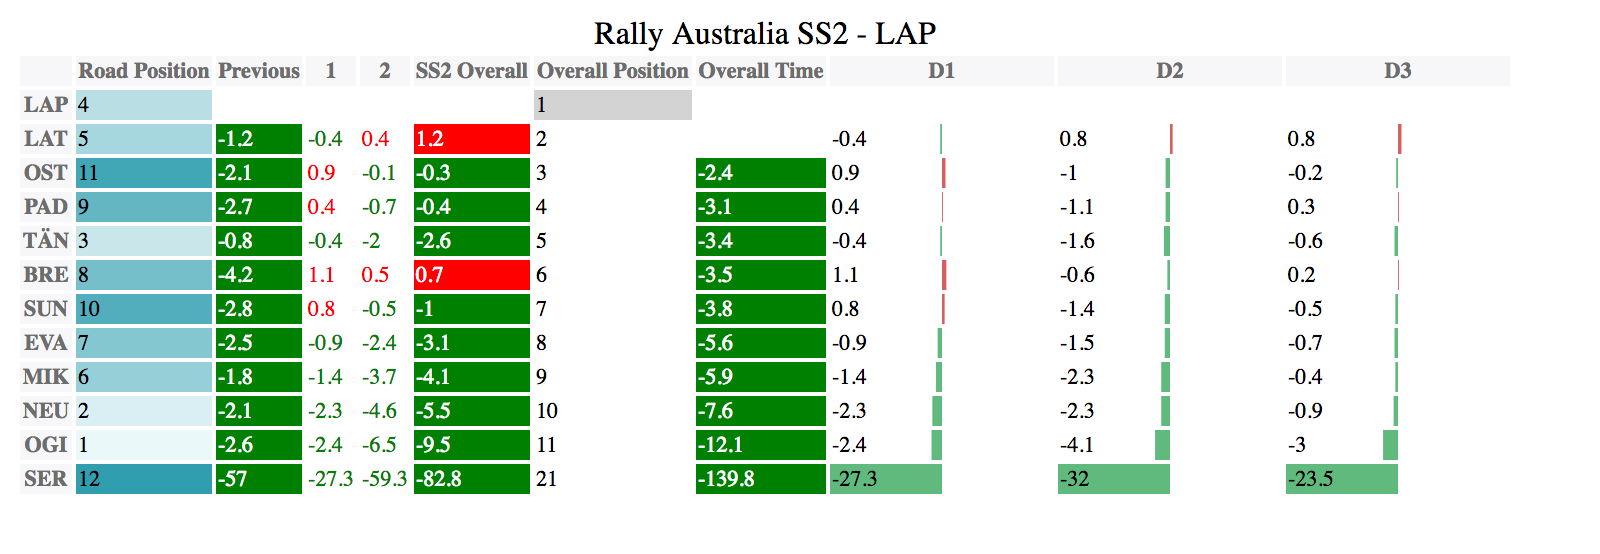 Rally Australia SS2 - LAP
Road Position Previous 1 2 SS2 Overall Overall Position Overall Time D1 D2 D3
LAP 4 1
LAT 5 -1.2 -0.4 0.4 1.2 2 -0.4 0.8 0.8
OST 11 -2.1 0.9 -0.1 -0.3 3 -2.4 0.9 -1 -0.2
PAD 9 -2.7 0.4 -0.7 -0.4 4 -3.1 0.4 -1.1 0.3
TÄN 3 -0.8 -0.4 -2 -2.6 5 -3.4 -0.4 -1.6 -0.6
BRE 8 -4.2 1.1 0.5 0.7 6 -3.5 1.1 -0.6 0.2
SUN 10 -2.8 0.8 -0.5 -1 7 -3.8 0.8 -1.4 -0.5
EVA 7 -2.5 -0.9 -2.4 -3.1 8 -5.6 -0.9 -1.5 -0.7
MIK 6 -1.8 -1.4 -3.7 -4.1 9 -5.9 -1.4 -2.3 -0.4
NEU 2 -2.1 -2.3 -4.6 -5.5 10 -7.6 -2.3 -2.3 -0.9
OGI 1 -2.6 -2.4 -6.5 -9.5 11 -12.1 -2.4 -4.1 -3
SER 12 -57 -27.3 -59.3 -82.8 21 -139.8 -27.3 -32 -23.5